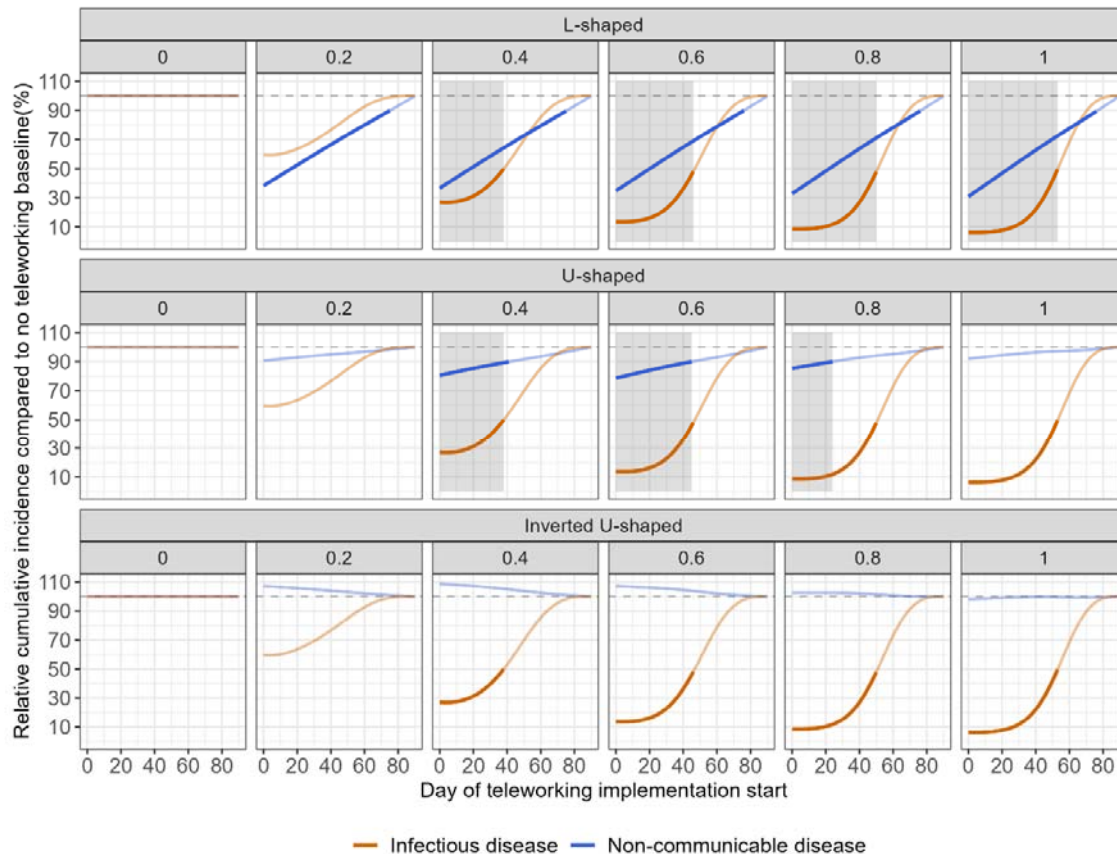 L-shaped
0 0.2 0.4 0.6 0.8 1
110
90
70
50
30
10
U-shaped
0 0.2 0.4 0.6 0.8 1
110
90
70
50
30
10
Inverted U-shaped
0 0.2 0.4 0.6 0.8 1
110
90
70
50
30
10
Relative cumulative incidence compared to no teleworking baseline(%)
0 20 40 60 80 0 20 40 60 80 0 20 40 60 80 0 20 40 60 80 0 20 40 60 80 0 20 40 60 80
Day of teleworking implementation start
Infectious disease Non-communicable disease